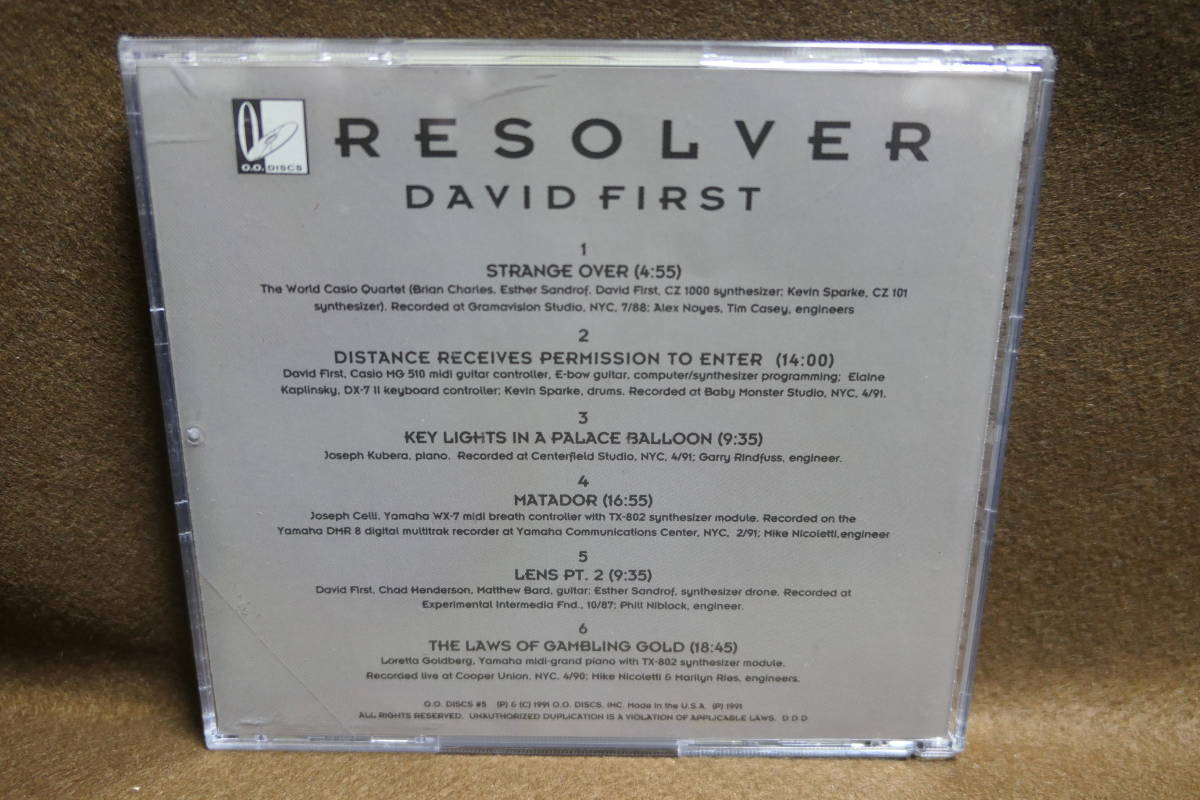 O.O. DISCS
RESOLVER
DAVID FIRST
1
STRANGE OVER (4:55)
The World Casio Quartet (Brian Charles, Esther Sandrof, David First, CZ 1000 synthesizer; Kevin Sparke, CZ 101
synthesizer). Recorded at Gramavision Studio, NYC, 7/88; Alex Noyes, Tim Casey, engineers
2
DISTANCE RECEIVES PERMISSION TO ENTER (14:00)
David First, Casio MG 510 midi guitar controller, E-bow guitar, computer/synthesizer programming; Elaine
Kaplinsky, DX-7 II keyboard controller; Kevin Sparke, drums. Recorded at Baby Monster Studio, NYC, 4/91.
3
KEY LIGHTS IN A PALACE BALLOON (9:35)
Joseph Kubera, piano. Recorded at Centerfield Studio, NYC, 4/91; Garry Rindfuss, engineer.
4
MATADOR (16:55)
Joseph Celli, Yamaha WX-7 midi breath controller with TX-802 synthesizer module. Recorded on the
Yamaha DMR 8 digital multitrak recorder at Yamaha Communications Center, NYC, 2/91; Mike Nicoletti, engineer
5
LENS PT. 2 (9:35)
David First, Chad Henderson, Matthew Bard, guitar; Esther Sandrof, synthesizer drone. Recorded at
Experimental Intermedia Fnd., 10/87; Phill Niblock, engineer.
6
THE LAWS OF GAMBLING GOLD (18:45)
Loretta Goldberg, Yamaha midi-grand piano with TX-802 synthesizer module.
Recorded live at Cooper Union, NYC, 4/90; Mike Nicoletti & Marilyn Ries, engineers.
O.O. DISCS #5 (P) & (C) 1991 O.O. DISCS, INC. Made in the U.S.A. (P) 1991
ALL RIGHTS RESERVED. UNAUTHORIZED DUPLICATION IS A VIOLATION OF APPLICABLE LAWS. D D D